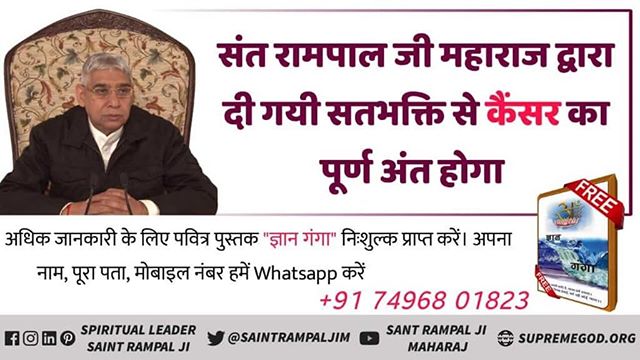 संत रामपाल जी महाराज द्वारा
दी गयी सतभक्ति से कैंसर का
पूर्ण अंत होगा
FREE
ज्ञान
गंगा
FREE
अधिक जानकारी के लिए पवित्र पुस्तक "ज्ञान गंगा" निःशुल्क प्राप्त करें। अपना
नाम, पूरा पता, मोबाइल नंबर हमें Whatsapp करें
+91 74968 01823
SPIRITUAL LEADER
SAINT RAMPAL JI
@SAINTRAMPALJIM
SANT RAMPAL JI
MAHARAJ
SUPREMEGOD.ORG